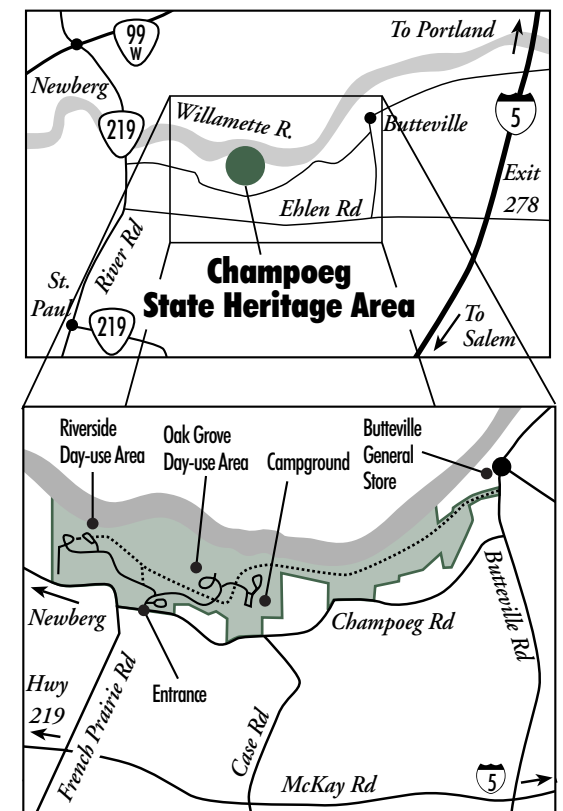 99
W
To Portland
Newberg
Willamette R.
219
Butteville
5
Exit
278
Ehlen Rd
River Rd
Champoeg
State Heritage Area
St.
Paul
219
To
Salem
Riverside
Day-use Area
Oak Grove
Day-use Area
Campground
Butteville
General
Store
Newberg
Champoeg Rd
Butteville Rd
Entrance
Hwy
219
French Prairie Rd
Case Rd
McKay Rd
5